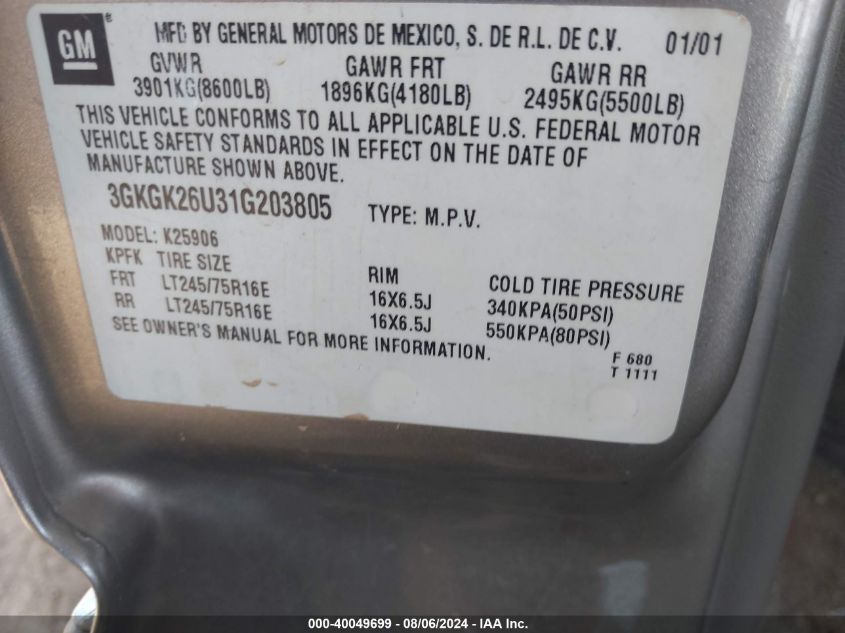 GM
MFD BY GENERAL MOTORS DE MEXICO, S. DE R.L. DE C.V. 01/01
GVWR GAWR FRT GAWR RR
3901KG(8600LB) 1896KG(4180LB) 2495KG(5500LB)
THIS VEHICLE CONFORMS TO ALL APPLICABLE U.S. FEDERAL MOTOR
VEHICLE SAFETY STANDARDS IN EFFECT ON THE DATE OF
MANUFACTURE SHOWN ABOVE.
3GKGK26U31G203805 TYPE: M.P.V.
MODEL: K25906
KPFK TIRE SIZE RIM COLD TIRE PRESSURE
FRT LT245/75R16E 16X6.5J 340KPA(50PSI)
RR LT245/75R16E 16X6.5J 550KPA(80PSI)
SEE OWNER'S MANUAL FOR MORE INFORMATION.
F 680
T 1111
000-40049699 - 08/06/2024 - IAA Inc.